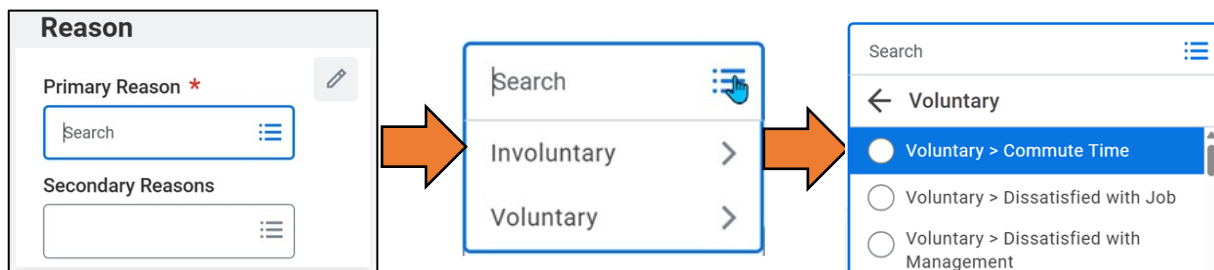 Reason
Primary Reason *
Search
Secondary Reasons
Search
Involuntary
Voluntary
Search
Voluntary
Voluntary > Commute Time
Voluntary > Dissatisfied with Job
Voluntary > Dissatisfied with
Management